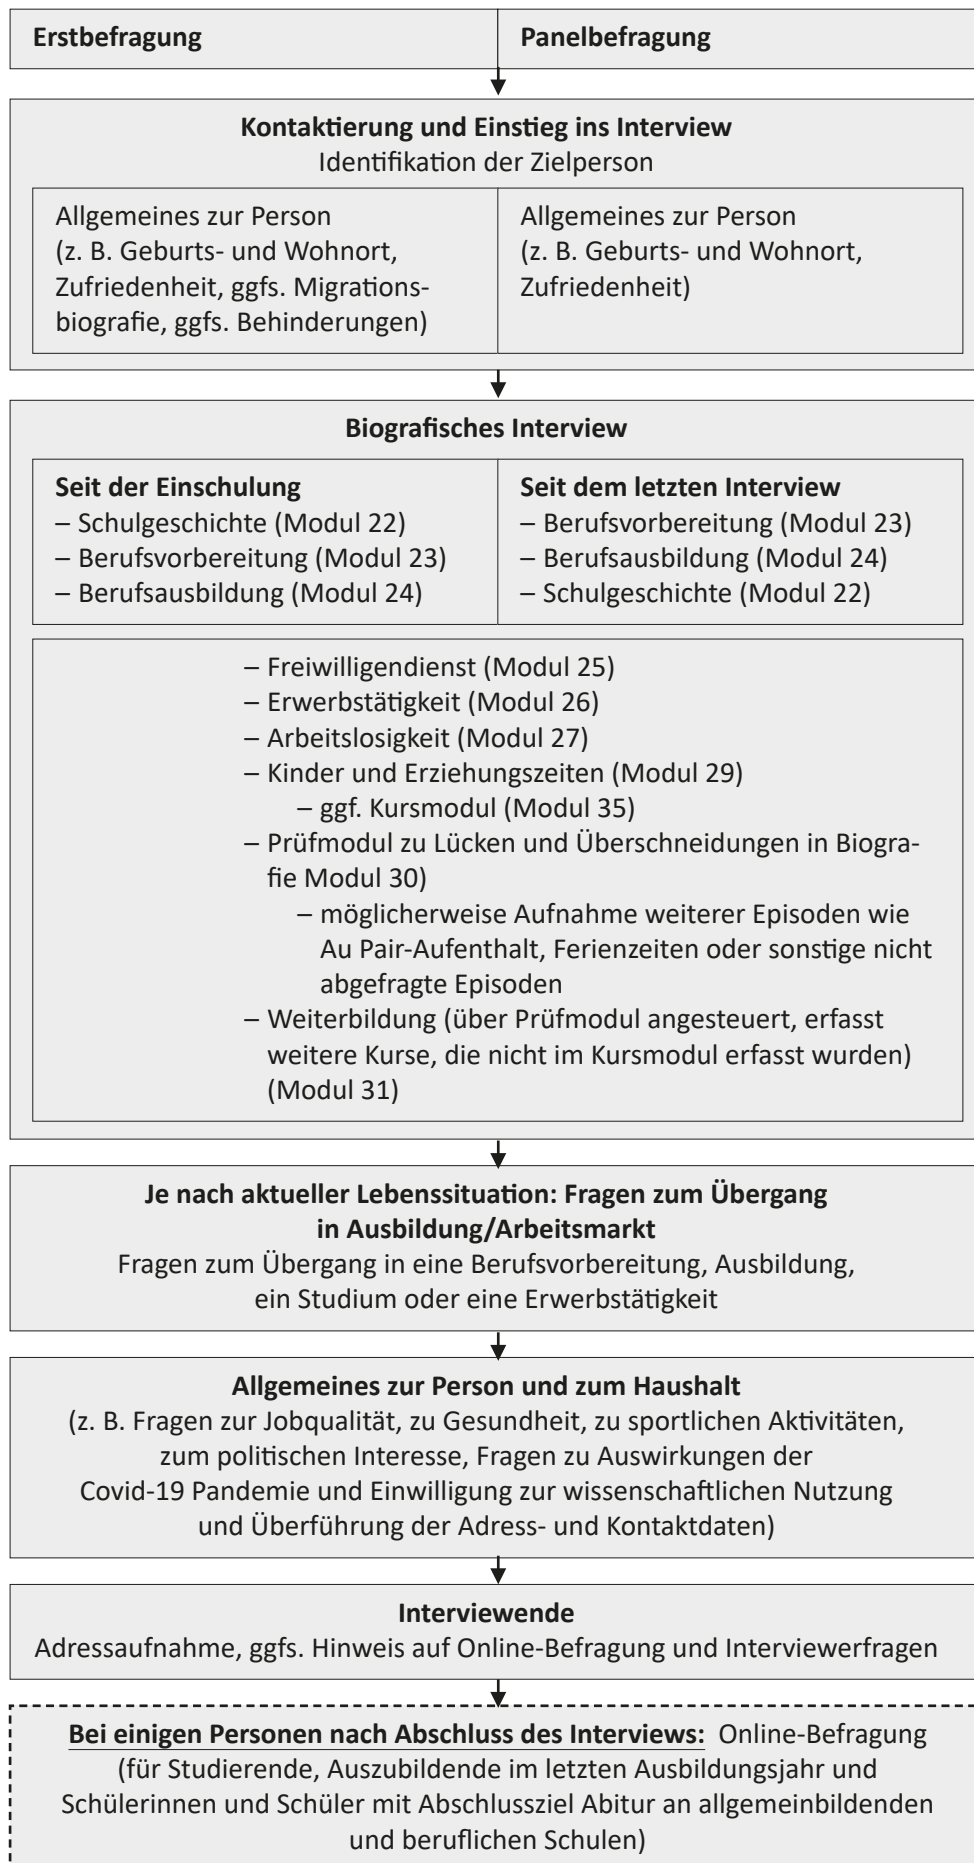 Erstbefragung
Panelbefragung
Kontaktierung und Einstieg ins Interview
Identifikation der Zielperson
Allgemeines zur Person
(z. B. Geburts- und Wohnort,
Zufriedenheit, ggfs. Migrations-
biografie, ggfs. Behinderungen)
Allgemeines zur Person
(z. B. Geburts- und Wohnort,
Zufriedenheit)
Biografisches Interview
Seit der Einschulung
– Schulgeschichte (Modul 22)
– Berufsvorbereitung (Modul 23)
– Berufsausbildung (Modul 24)
Seit dem letzten Interview
– Berufsvorbereitung (Modul 23)
– Berufsausbildung (Modul 24)
– Schulgeschichte (Modul 22)
– Freiwilligendienst (Modul 25)
– Erwerbstätigkeit (Modul 26)
– Arbeitslosigkeit (Modul 27)
– Kinder und Erziehungszeiten (Modul 29)
– ggf. Kursmodul (Modul 35)
– Prüfmodul zu Lücken und Überschneidungen in Biogra-
fie Modul 30)
– möglicherweise Aufnahme weiterer Episoden wie
Au Pair-Aufenthalt, Ferienzeiten oder sonstige nicht
abgefragte Episoden
– Weiterbildung (über Prüfmodul angesteuert, erfasst
weitere Kurse, die nicht im Kursmodul erfasst wurden)
(Modul 31)
Je nach aktueller Lebenssituation: Fragen zum Übergang
in Ausbildung/Arbeitsmarkt
Fragen zum Übergang in eine Berufsvorbereitung, Ausbildung,
ein Studium oder eine Erwerbstätigkeit
Allgemeines zur Person und zum Haushalt
(z. B. Fragen zur Jobqualität, zu Gesundheit, zu sportlichen Aktivitäten,
zum politischen Interesse, Fragen zu Auswirkungen der
Covid-19 Pandemie und Einwilligung zur wissenschaftlichen Nutzung
und Überführung der Adress- und Kontaktdaten)
Interviewende
Adressaufnahme, ggfs. Hinweis auf Online-Befragung und Interviewerfragen
Bei einigen Personen nach Abschluss des Interviews: Online-Befragung
(für Studierende, Auszubildende im letzten Ausbildungsjahr und
Schülerinnen und Schüler mit Abschlussziel Abitur an allgemeinbildenden
und beruflichen Schulen)